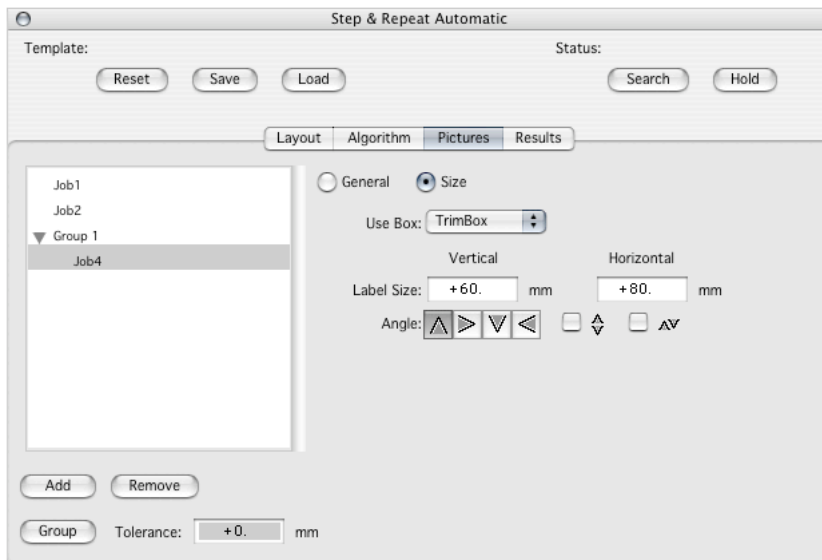 Step & Repeat Automatic
Template:
Status:
Reset Save Load
Search Hold
Layout Algorithm Pictures Results
Job1
Job2
Group 1
Job4
General Size
Use Box: TrimBox
Vertical Horizontal
Label Size: +60. mm +80. mm
Angle:
Add Remove
Group Tolerance: +0. mm